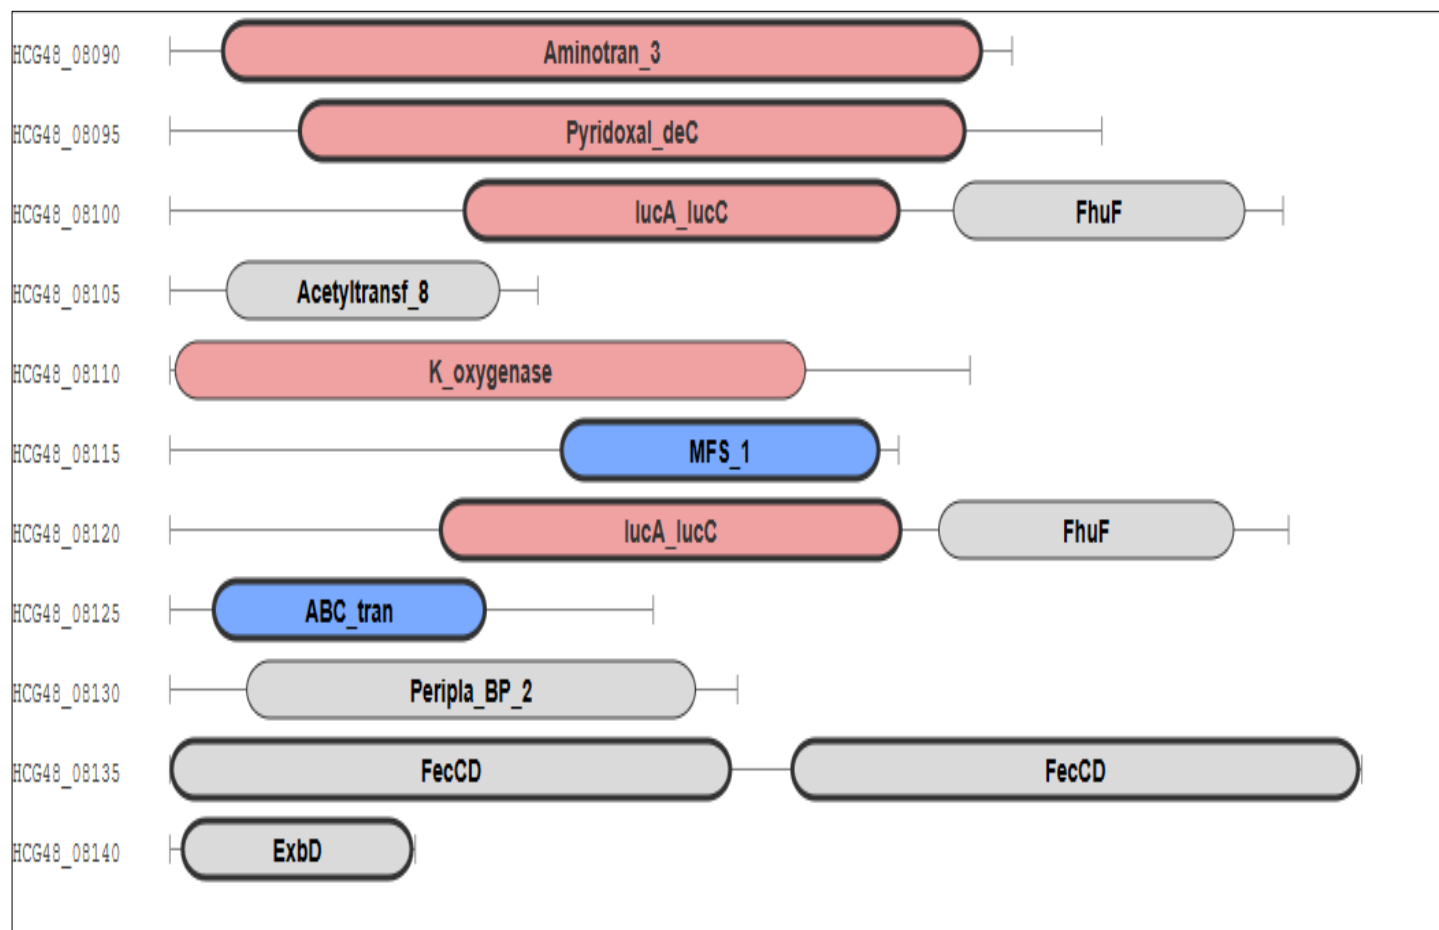 HCG48_08090 Aminotran_3
HCG48_08095 Pyridoxal_deC
HCG48_08100 IucA_IucC FhuF
HCG48_08105 Acetyltransf_8
HCG48_08110 K_oxygenase
HCG48_08115 MFS_1
HCG48_08120 IucA_IucC FhuF
HCG48_08125 ABC_tran
HCG48_08130 Peripla_BP_2
HCG48_08135 FecCD FecCD
HCG48_08140 ExbD